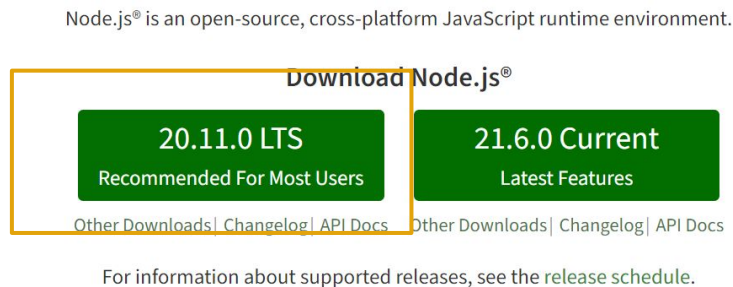 Node.js® is an open-source, cross-platform JavaScript runtime environment.
Download Node.js®
20.11.0 LTS
Recommended For Most Users
21.6.0 Current
Latest Features
Other Downloads| Changelog| API Docs
Other Downloads| Changelog| API Docs
For information about supported releases, see the release schedule.